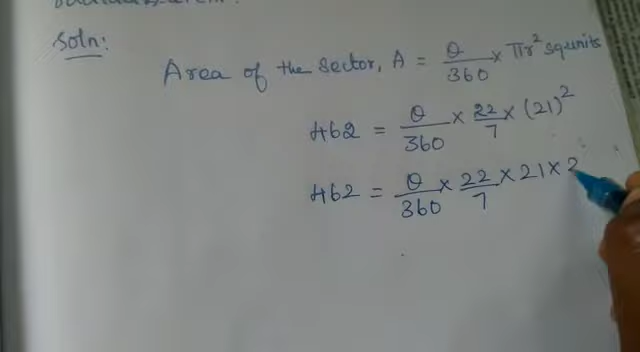 Soln:
Area of the sector, A = θ/360 × πr² sq units
462 = θ/360 × 22/7 × (21)²
462 = θ/360 × 22/7 × 21 × 2